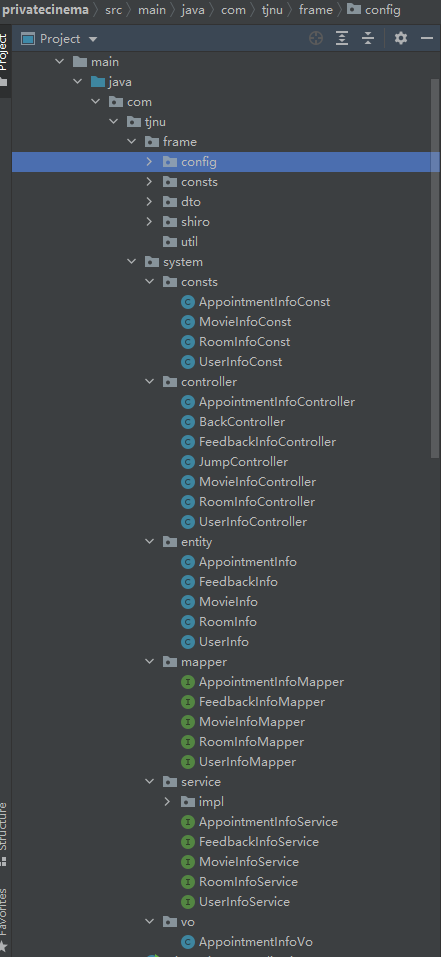 privatecinema src main java com tjnu frame config
Project
Project
main
java
com
tjnu
frame
config
consts
dto
shiro
util
system
consts
AppointmentInfoConst
MovieInfoConst
RoomInfoConst
UserInfoConst
controller
AppointmentInfoController
BackController
FeedbackInfoController
JumpController
MovieInfoController
RoomInfoController
UserInfoController
entity
AppointmentInfo
FeedbackInfo
MovieInfo
RoomInfo
UserInfo
mapper
AppointmentInfoMapper
FeedbackInfoMapper
MovieInfoMapper
RoomInfoMapper
UserInfoMapper
service
impl
AppointmentInfoService
FeedbackInfoService
MovieInfoService
RoomInfoService
UserInfoService
vo
AppointmentInfoVo
Structure
Favorites